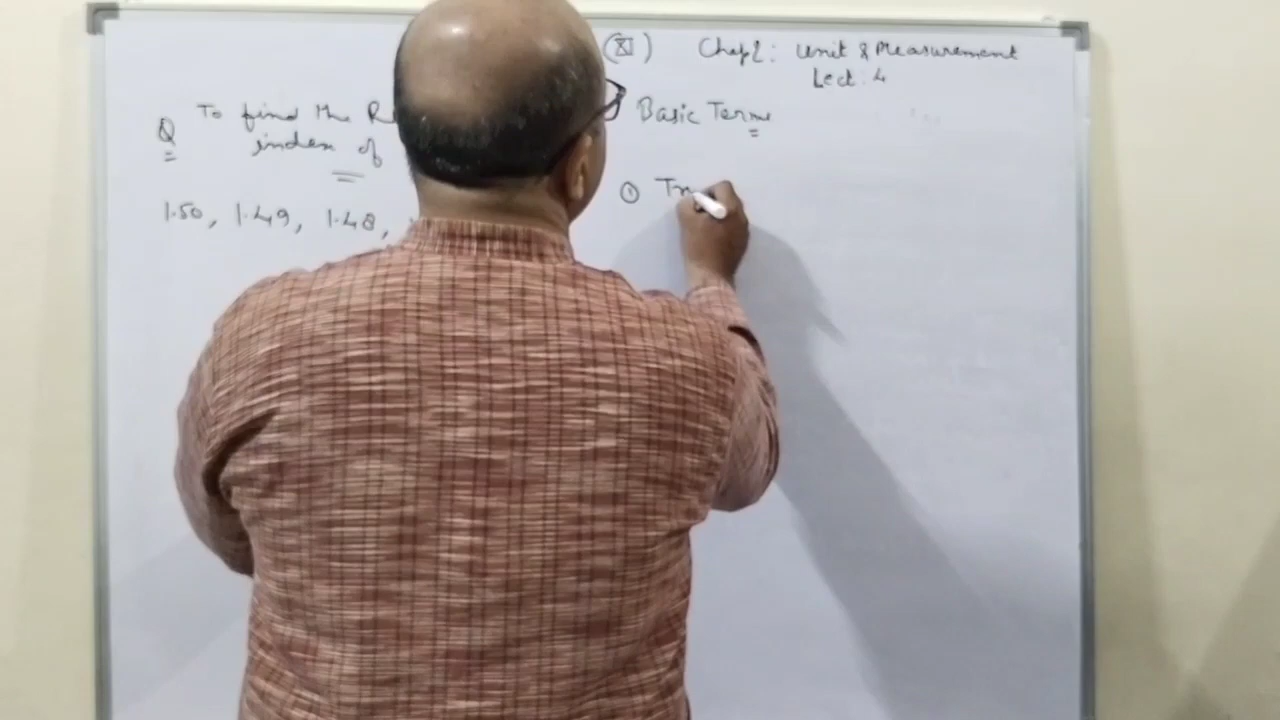 (XI) Chap 2: Unit & Measurement
Lect. 4
Q To find the R
index of
1.50, 1.49, 1.48,
Basic Terms
① Tr